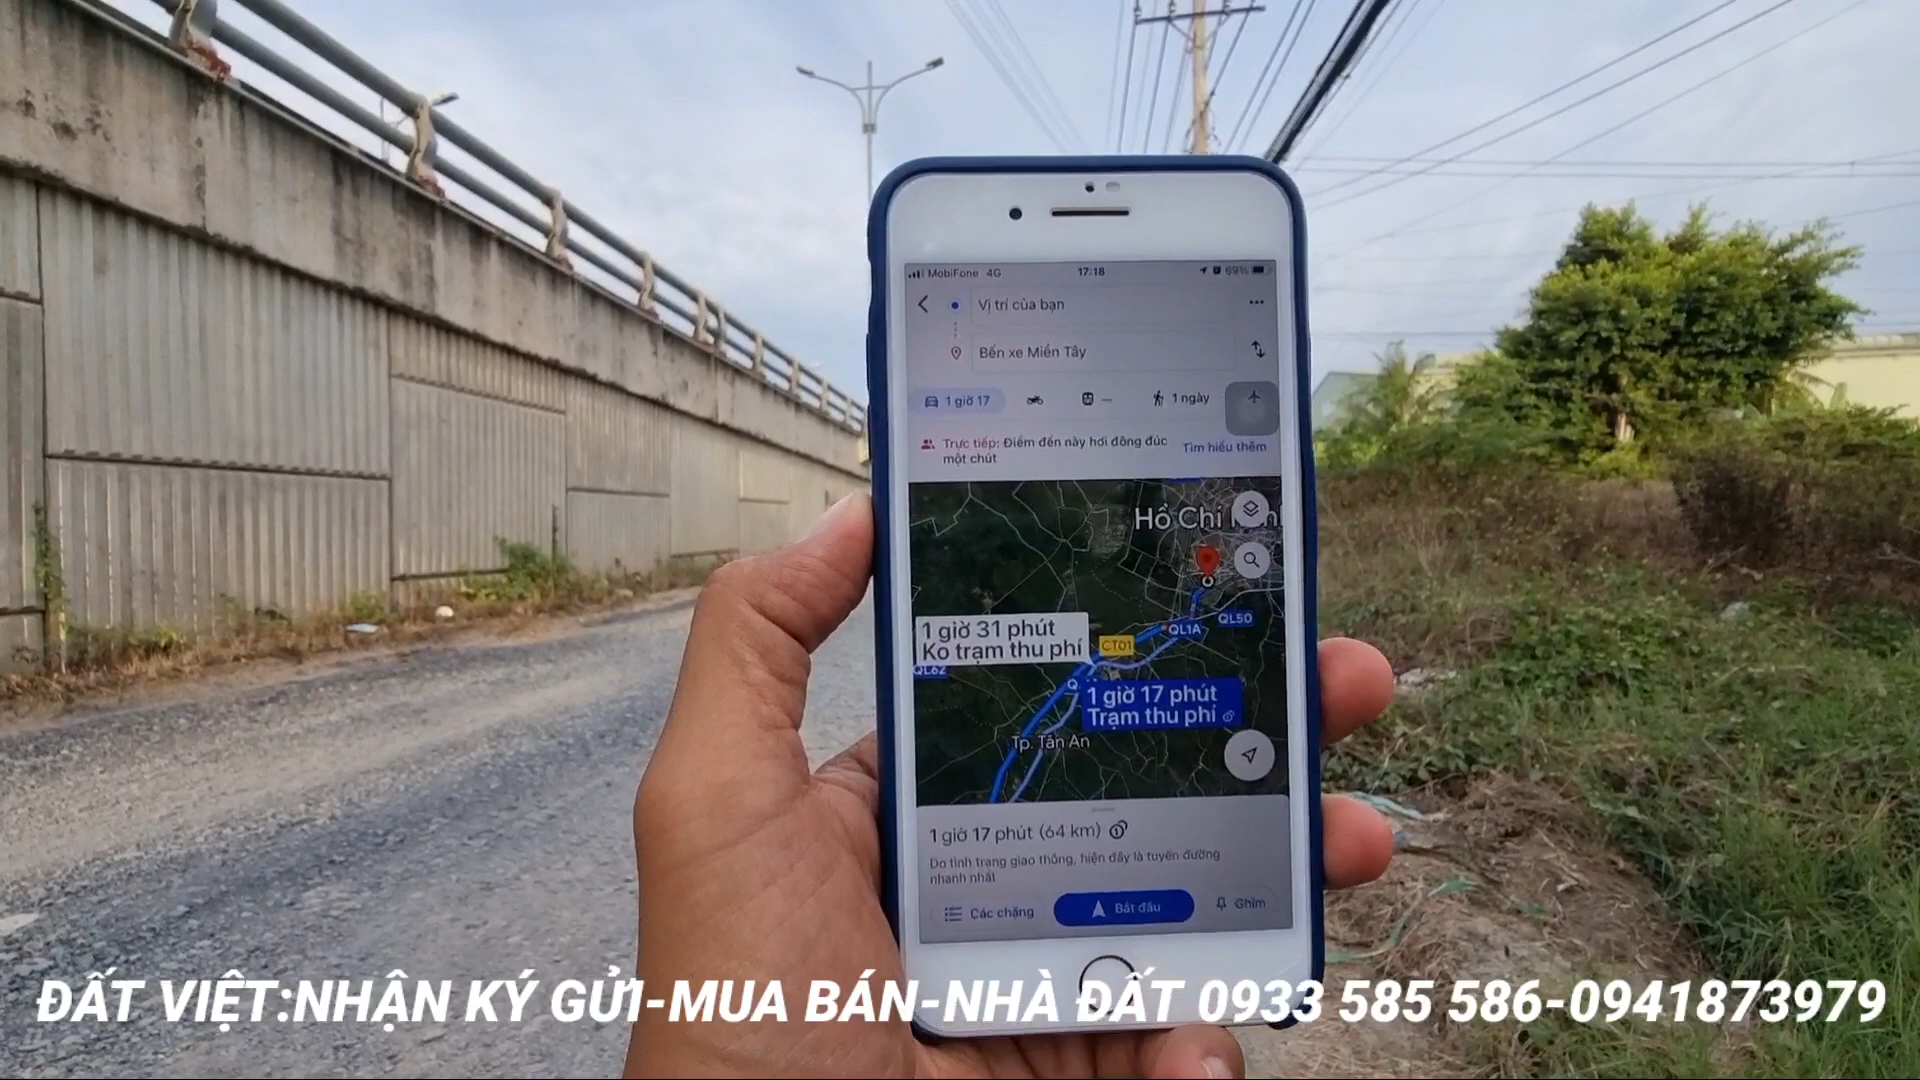 MobiFone 4G 17:18 69%
Vị trí của bạn
Bến xe Miền Tây
1 giờ 17 — 1 ngày
Trực tiếp: Điểm đến này hơi đông đúc
một chút
Tìm hiểu thêm
Hồ Chí
1 giờ 31 phút
Ko trạm thu phí
CT01
QL1A
QL50
QL62
1 giờ 17 phút
Trạm thu phí
Tp. Tân An
1 giờ 17 phút (64 km)
Do tình trạng giao thông, hiện đây là tuyến đường
nhanh nhất
Các chặng
Bắt đầu
Ghim
ĐẤT VIỆT:NHẬN KÝ GỬI-MUA BÁN-NHÀ ĐẤT 0933 585 586-0941873979